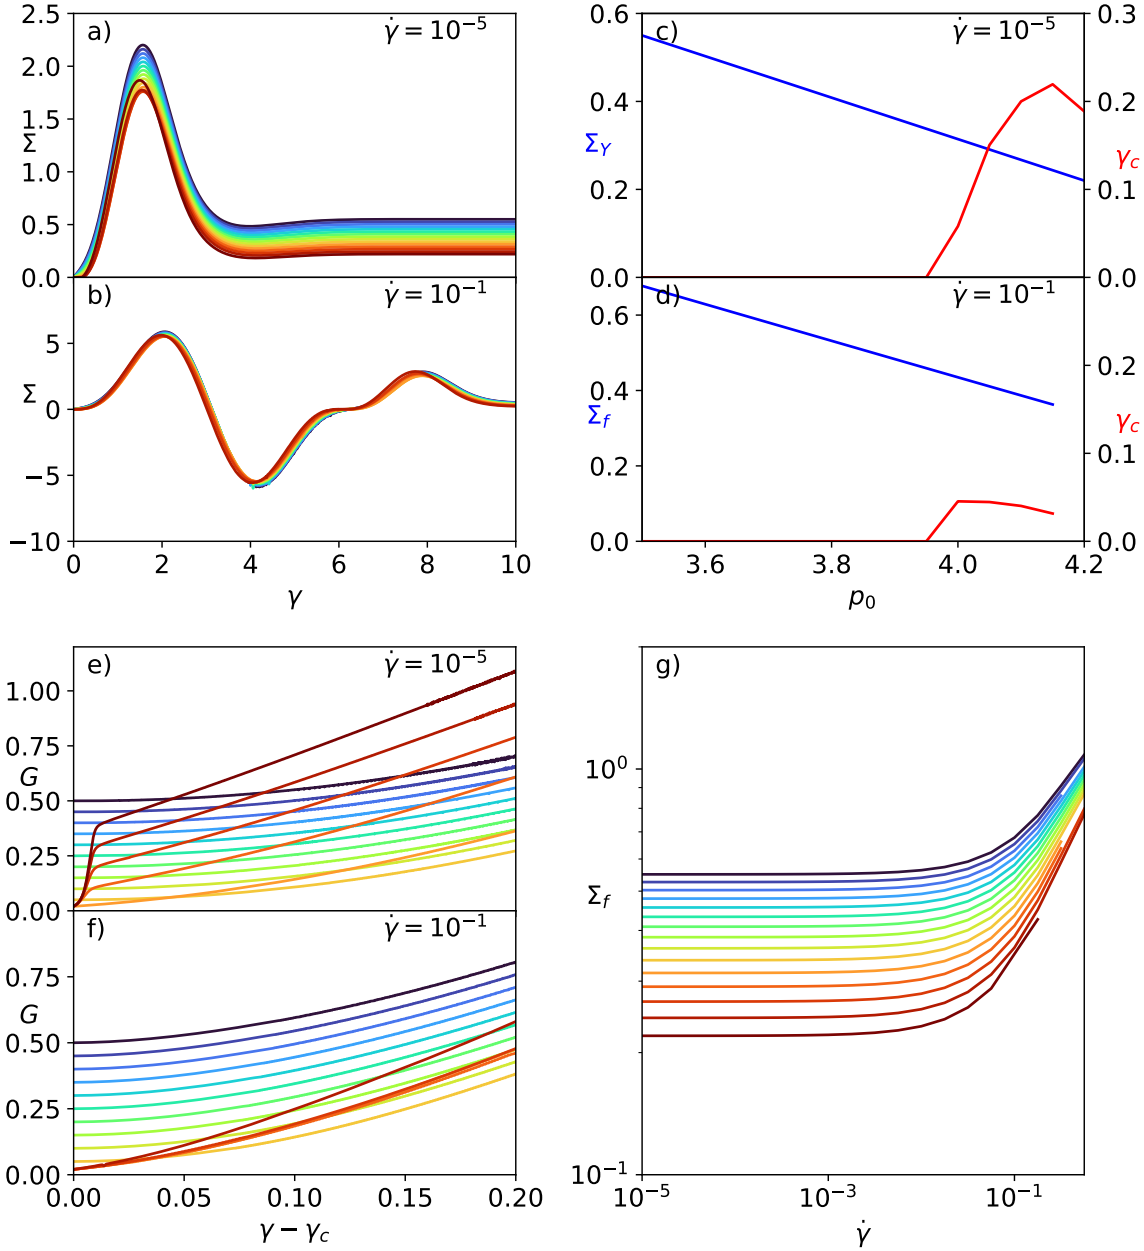 a)
γ̇ = 10⁻⁵
2.5
2.0
1.5
1.0
0.5
0.0
Σ
b)
γ̇ = 10⁻¹
5
0
−5
−10
Σ
0
2
4
6
8
10
γ
c)
γ̇ = 10⁻⁵
0.6
0.4
0.2
0.0
Σ_Y
0.3
0.2
0.1
0.0
γ_c
d)
γ̇ = 10⁻¹
0.6
0.4
0.2
0.0
Σ_f
0.2
0.1
0.0
γ_c
3.6
3.8
4.0
4.2
p₀
e)
γ̇ = 10⁻⁵
1.00
0.75
0.50
0.25
0.00
G
f)
γ̇ = 10⁻¹
0.75
0.50
0.25
0.00
G
0.00
0.05
0.10
0.15
0.20
γ − γ_c
g)
10⁰
10⁻¹
Σ_f
10⁻⁵
10⁻³
10⁻¹
γ̇